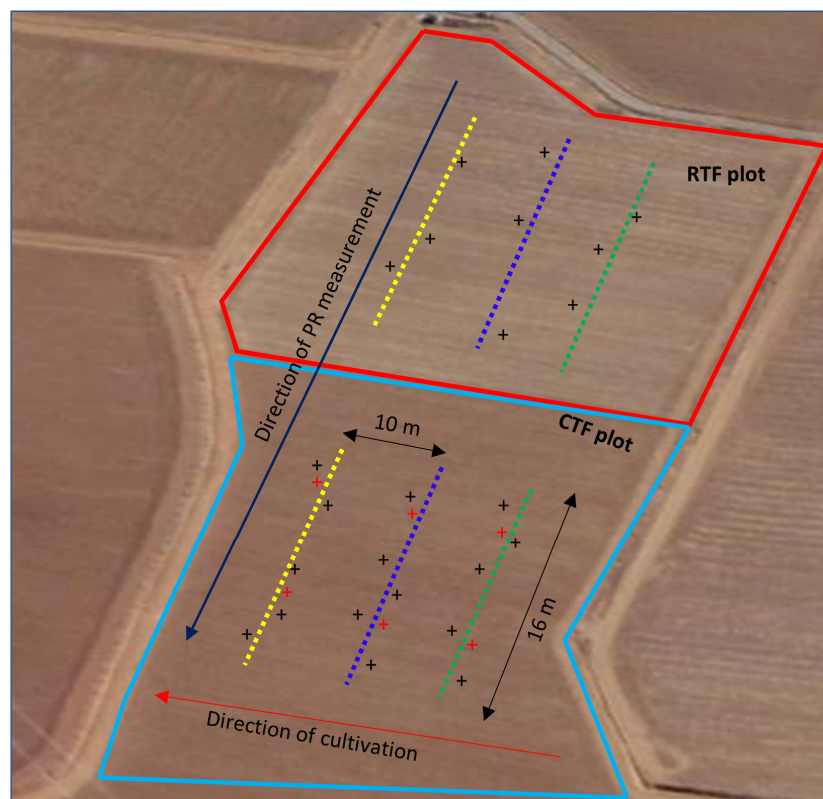 RTF plot
Direction of PR measurement
10 m
CTF plot
16 m
Direction of cultivation